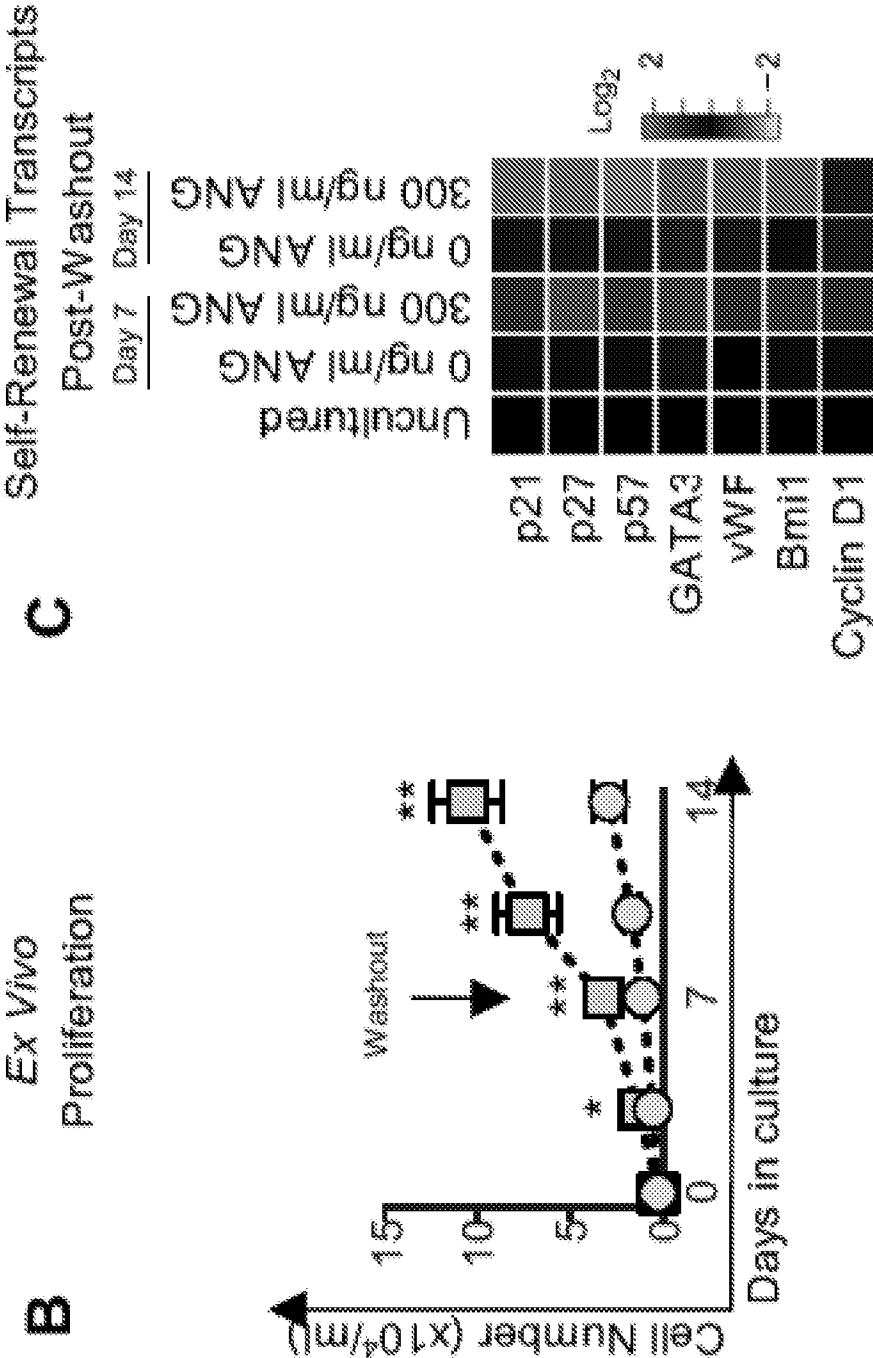 B
Ex Vivo
Proliferation
Cell Number (x10⁴/ml)
15
10
5
0
Washout
*
**
**
**
0
7
14
Days in culture
C
Self-Renewal Transcripts
Post-Washout
Day 7
Day 14
Uncultured
0 ng/ml ANG
300 ng/ml ANG
0 ng/ml ANG
300 ng/ml ANG
p21
p27
p57
GATA3
vWF
Bmi1
Cyclin D1
Log₂
2
-2